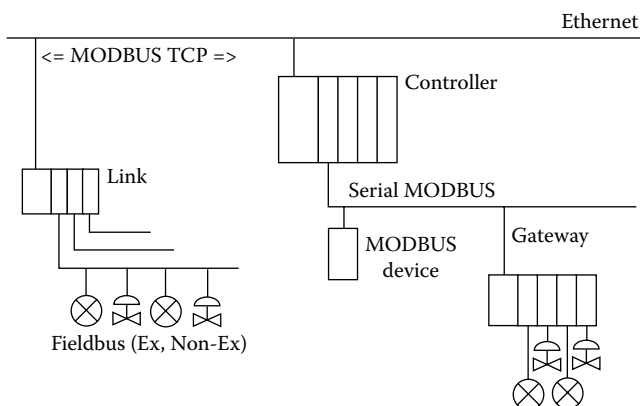 Ethernet
<= MODBUS TCP =>
Controller
Link
Serial MODBUS
MODBUS
device
Gateway
Fieldbus (Ex, Non-Ex)